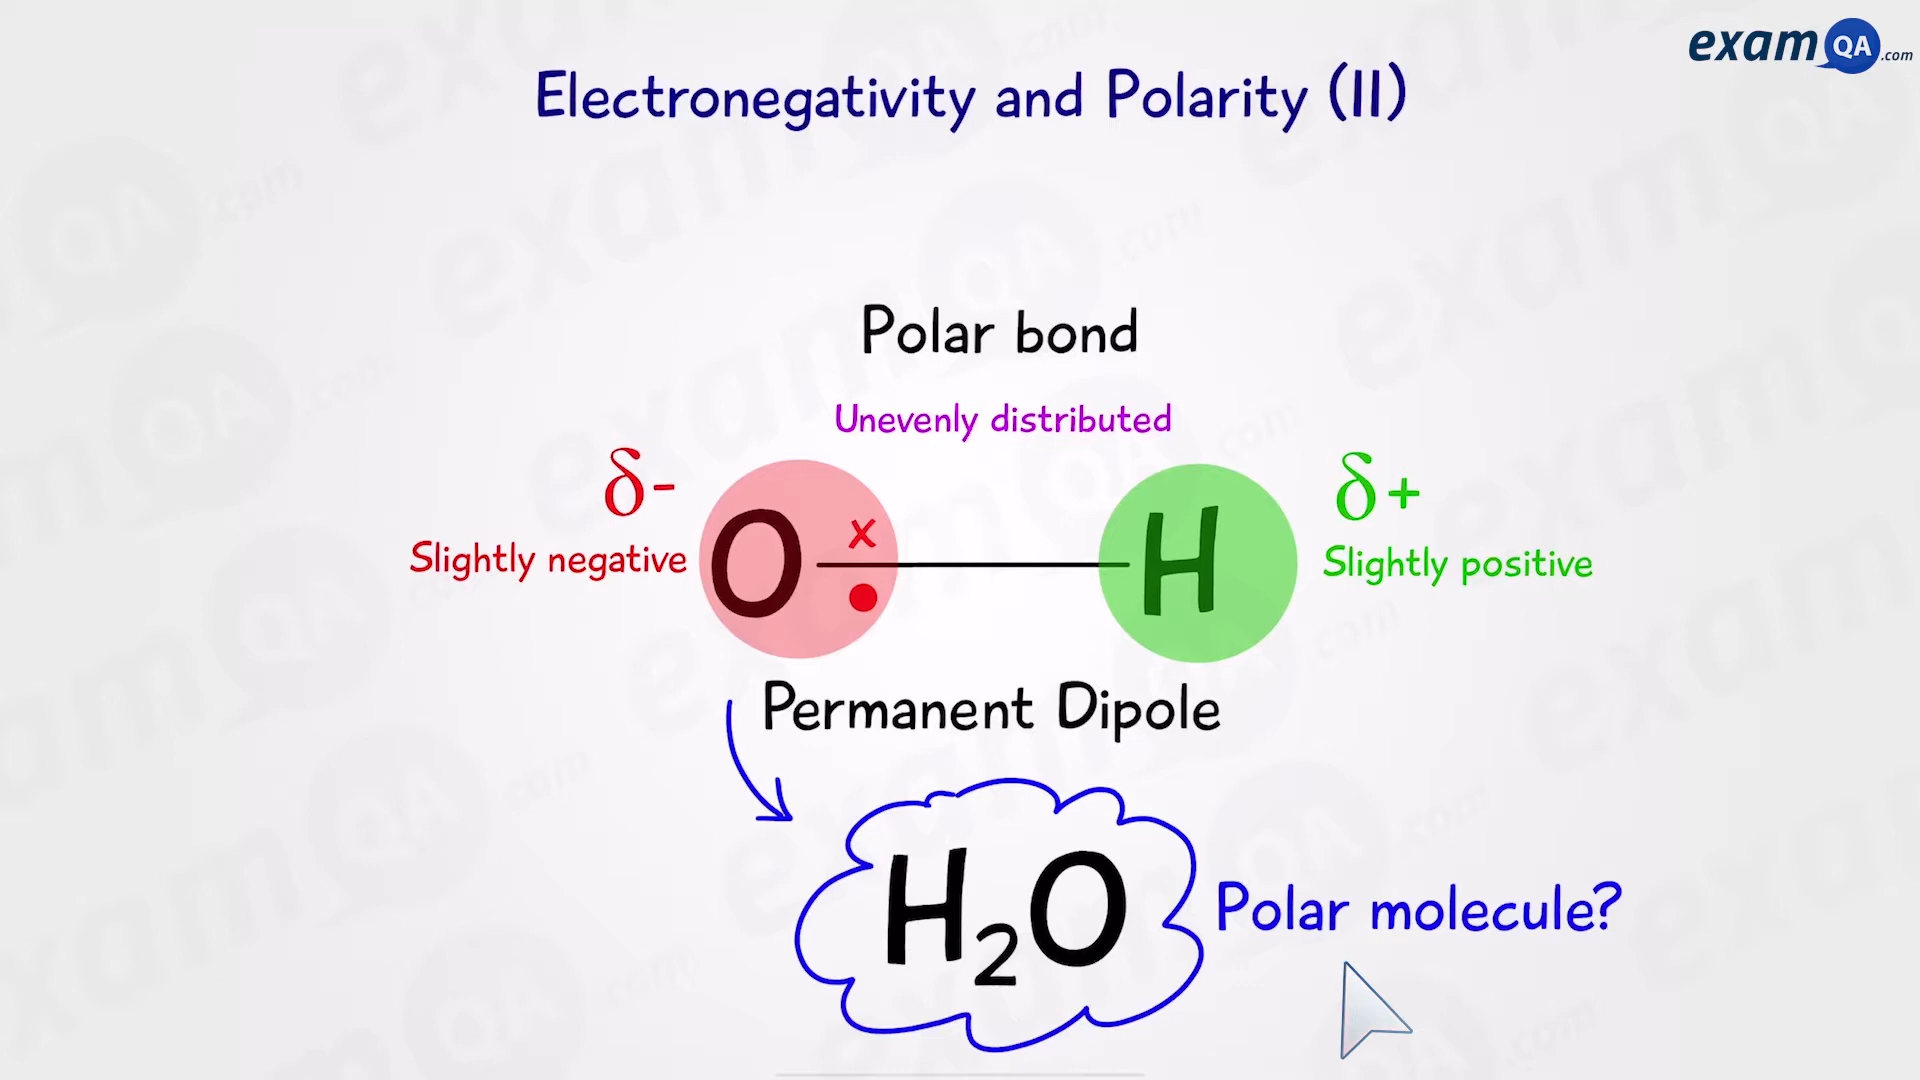 examQA.com
Electronegativity and Polarity (II)
Polar bond
Unevenly distributed
δ-
δ+
Slightly negative
O
x
H
Slightly positive
Permanent Dipole
H₂O
Polar molecule?